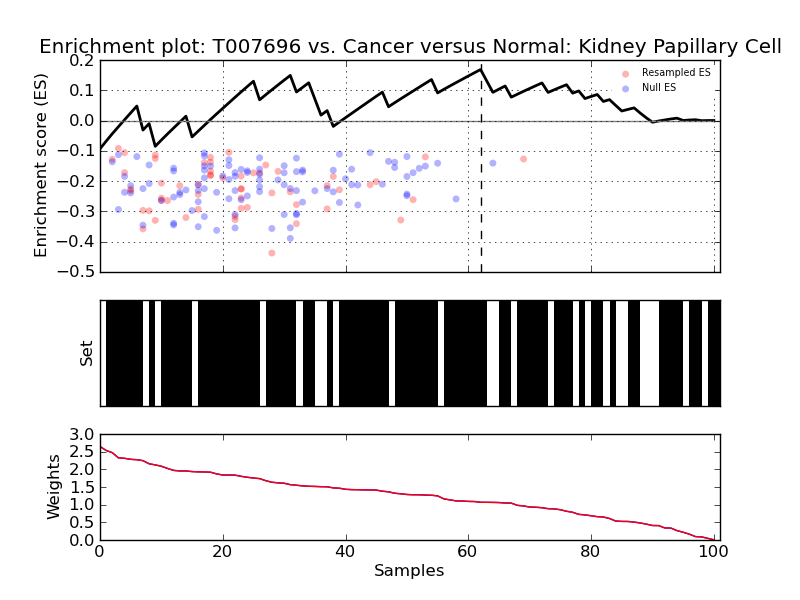 Enrichment plot: T007696 vs. Cancer versus Normal: Kidney Papillary Cell
0.2
0.1
0.0
−0.1
−0.2
−0.3
−0.4
−0.5
Enrichment score (ES)
Resampled ES
Null ES
Set
3.0
2.5
2.0
1.5
1.0
0.5
0.0
Weights
0 20 40 60 80 100
Samples